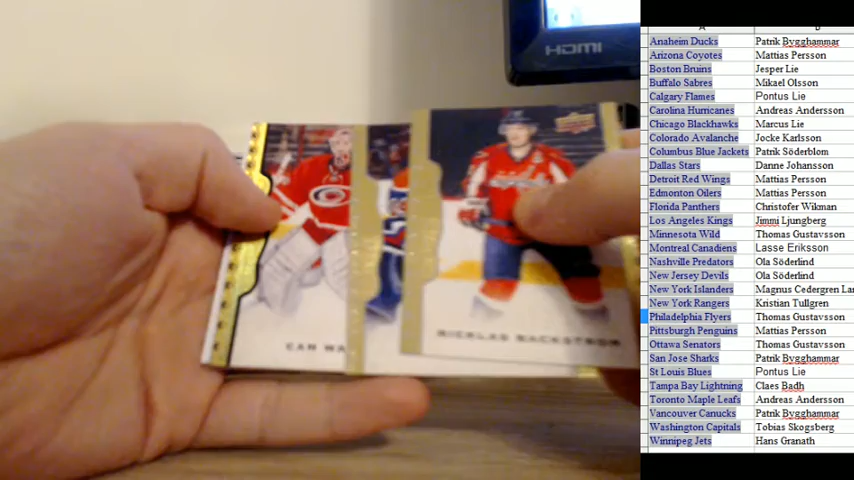 HDMI
UPPER DECK
CAM WA
NICKLAS BACKSTROM
Anaheim Ducks Patrik Bygghammar
Arizona Coyotes Mattias Persson
Boston Bruins Jesper Lie
Buffalo Sabres Mikael Olsson
Calgary Flames Pontus Lie
Carolina Hurricanes Andreas Andersson
Chicago Blackhawks Marcus Lie
Colorado Avalanche Jocke Karlsson
Columbus Blue Jackets Patrik Söderblom
Dallas Stars Danne Johansson
Detroit Red Wings Mattias Persson
Edmonton Oilers Mattias Persson
Florida Panthers Christofer Wikman
Los Angeles Kings Jimmi Ljungberg
Minnesota Wild Thomas Gustavsson
Montreal Canadiens Lasse Eriksson
Nashville Predators Ola Söderlind
New Jersey Devils Ola Söderlind
New York Islanders Magnus Cedergren Lar
New York Rangers Kristian Tullgren
Philadelphia Flyers Thomas Gustavsson
Pittsburgh Penguins Mattias Persson
Ottawa Senators Thomas Gustavsson
San Jose Sharks Patrik Bygghammar
St Louis Blues Pontus Lie
Tampa Bay Lightning Claes Badh
Toronto Maple Leafs Andreas Andersson
Vancouver Canucks Patrik Bygghammar
Washington Capitals Tobias Skogsberg
Winnipeg Jets Hans Granath